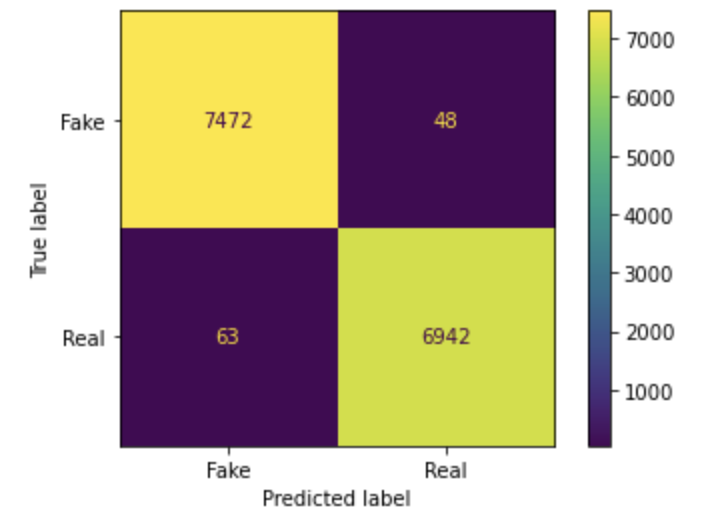 7000
6000
5000
4000
3000
2000
1000
True label
Fake
7472
48
Real
63
6942
Fake
Real
Predicted label